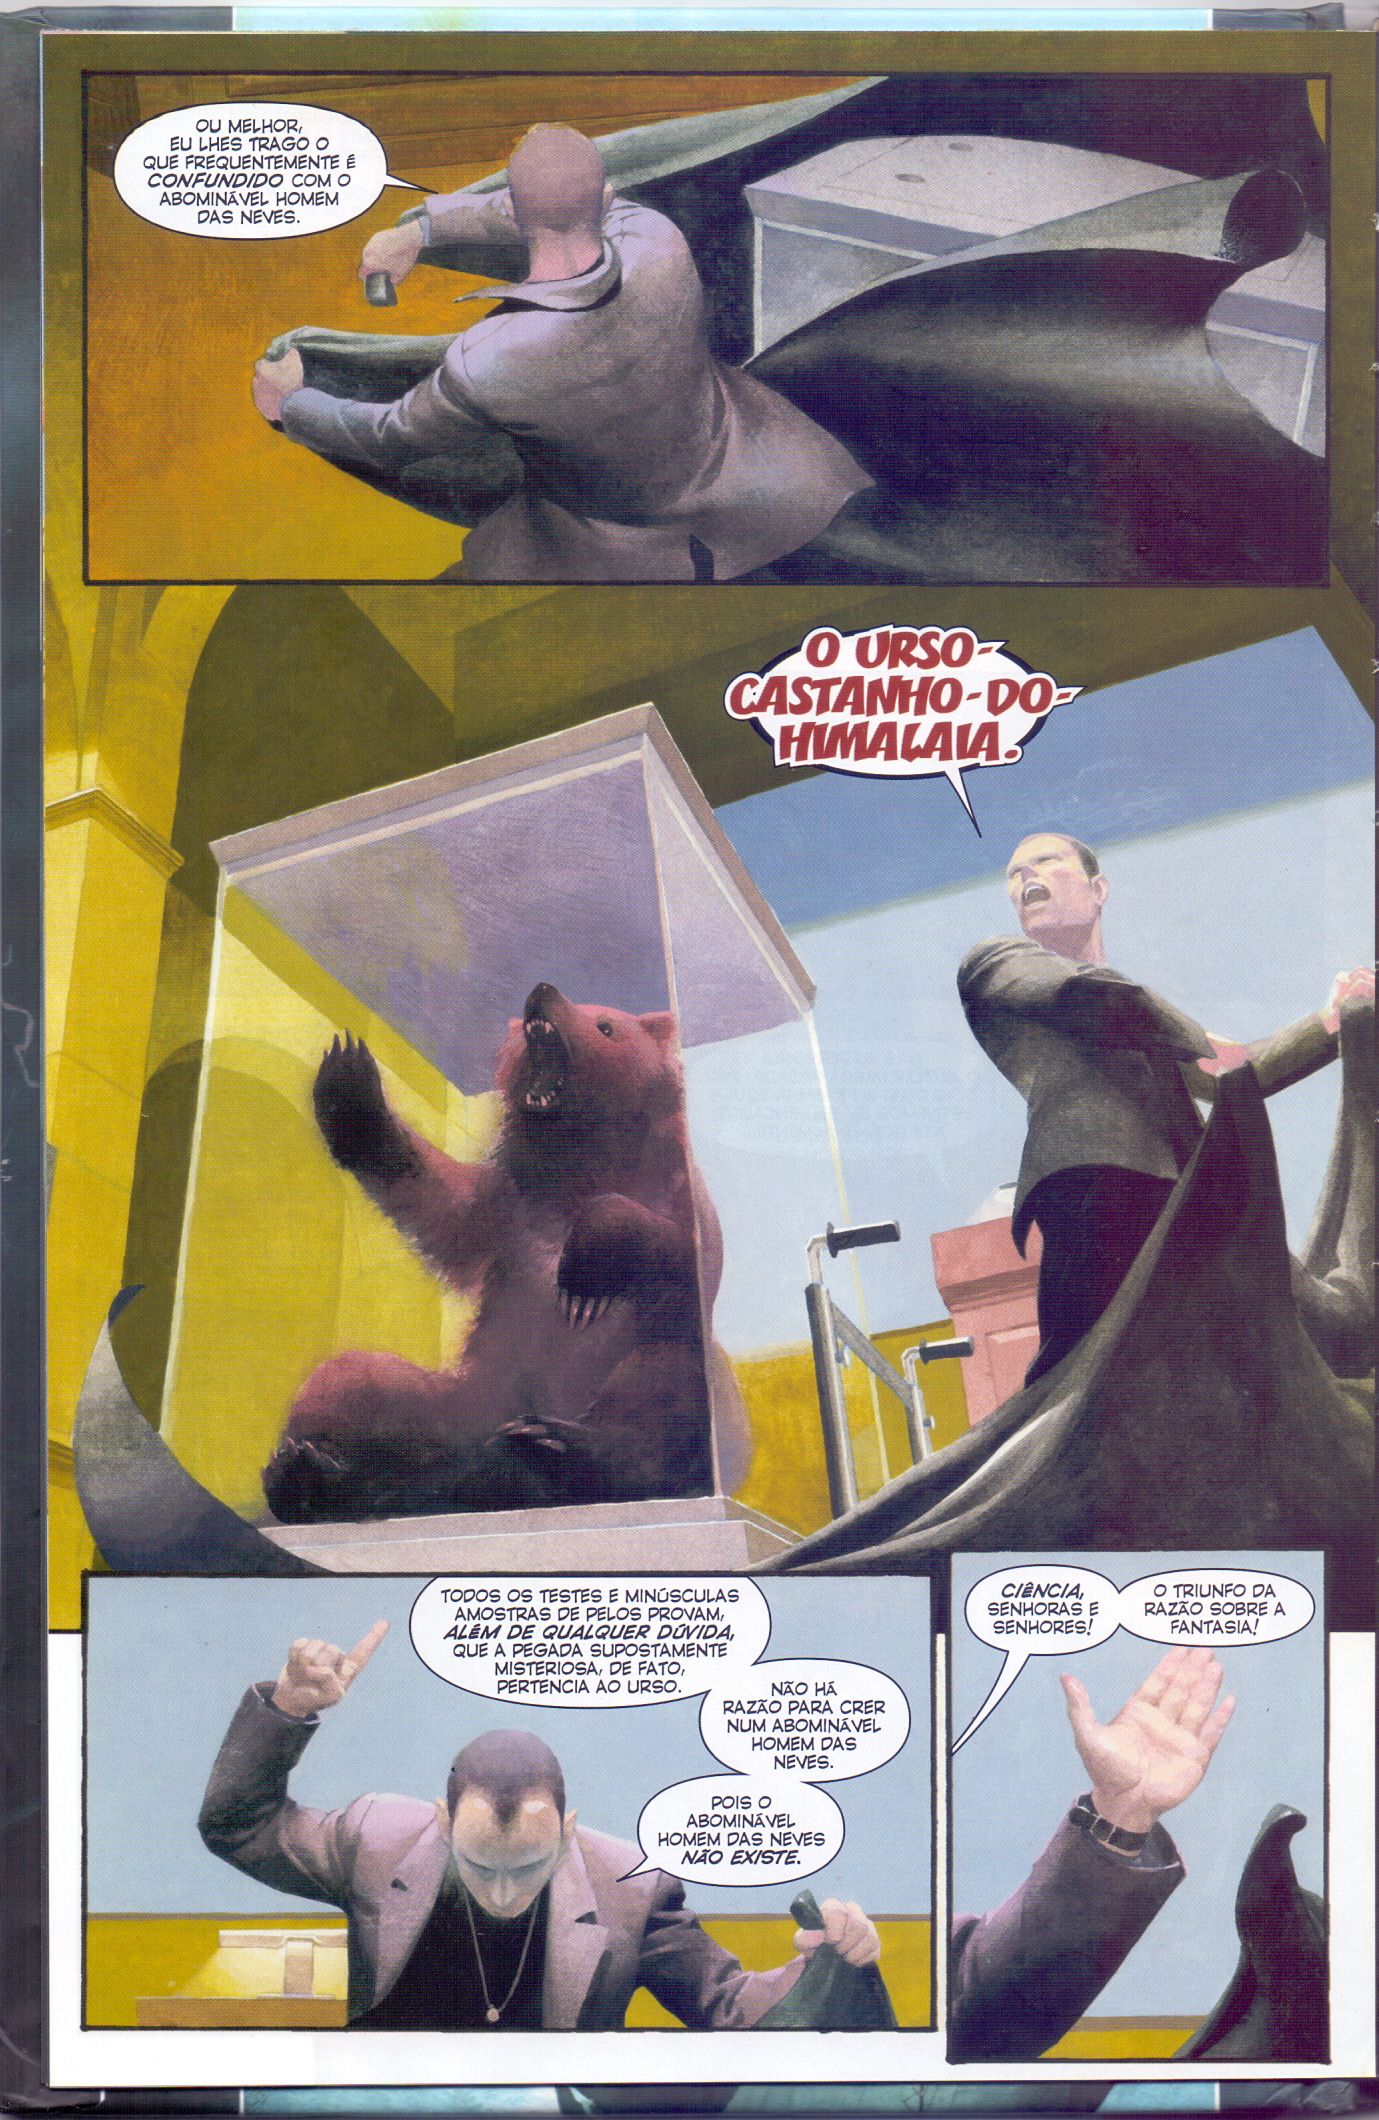 OU MELHOR,
EU LHES TRAGO O
QUE FREQUENTEMENTE É
CONFUNDIDO COM O
ABOMINÁVEL HOMEM
DAS NEVES.
O URSO-
CASTANHO-DO-
HIMALAIA.
TODOS OS TESTES E MINÚSCULAS
AMOSTRAS DE PELOS PROVAM,
ALÉM DE QUALQUER DÚVIDA,
QUE A PEGADA SUPOSTAMENTE
MISTERIOSA, DE FATO,
PERTENCIA AO URSO.
NÃO HÁ
RAZÃO PARA CRER
NUM ABOMINÁVEL
HOMEM DAS
NEVES.
POIS O
ABOMINÁVEL
HOMEM DAS NEVES
NÃO EXISTE.
CIÊNCIA,
SENHORAS E
SENHORES!
O TRIUNFO DA
RAZÃO SOBRE A
FANTASIA!